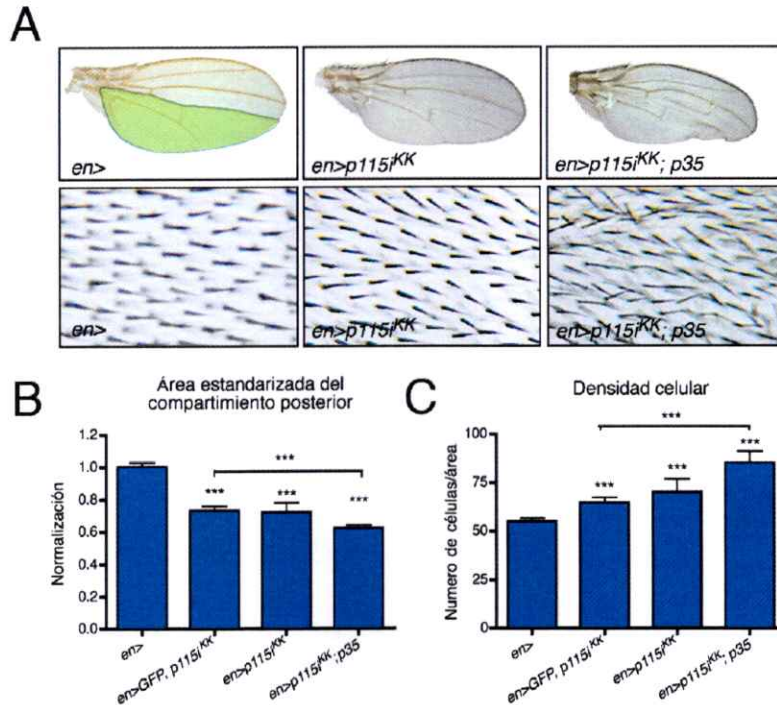 A
en>
en>p115i^KK
en>p115i^KK; p35
en>
en>p115i^KK
en>p115i^KK; p35
B
Área estandarizada del
compartimiento posterior
Normalización
1.2
1.0
0.8
0.6
0.4
0.2
0.0
***
***
***
***
en>
en>GFP, p115i^KK
en>p115i^KK
en>p115i^KK; p35
C
Densidad celular
Numero de células/área
100
75
50
25
0
***
***
***
***
en>
en>GFP, p115i^KK
en>p115i^KK
en>p115i^KK; p35